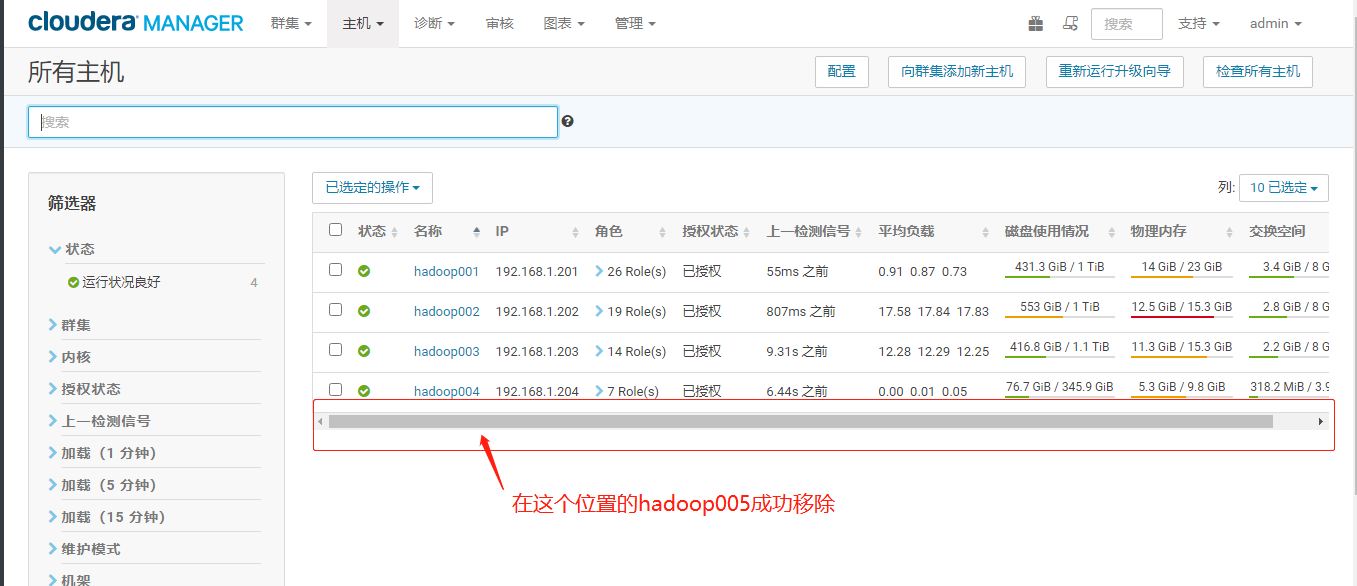 cloudera MANAGER 群集 主机 诊断 审核 图表 管理 搜索 支持 admin
所有主机 配置 向群集添加新主机 重新运行升级向导 检查所有主机
搜索
筛选器
状态
运行状况良好 4
群集
内核
授权状态
上一检测信号
加载（1 分钟）
加载（5 分钟）
加载（15 分钟）
维护模式
机架
已选定的操作 列: 10 已选定
状态 名称 IP 角色 授权状态 上一检测信号 平均负载 磁盘使用情况 物理内存 交换空间
hadoop001 192.168.1.201 26 Role(s) 已授权 55ms 之前 0.91 0.87 0.73 431.3 GiB / 1 TiB 14 GiB / 23 GiB 3.4 GiB / 8 G
hadoop002 192.168.1.202 19 Role(s) 已授权 807ms 之前 17.58 17.84 17.83 553 GiB / 1 TiB 12.5 GiB / 15.3 GiB 2.8 GiB / 8 G
hadoop003 192.168.1.203 14 Role(s) 已授权 9.31s 之前 12.28 12.29 12.25 416.8 GiB / 1.1 TiB 11.3 GiB / 15.3 GiB 2.2 GiB / 8 G
hadoop004 192.168.1.204 7 Role(s) 已授权 6.44s 之前 0.00 0.01 0.05 76.7 GiB / 345.9 GiB 5.3 GiB / 9.8 GiB 318.2 MiB / 3.9
在这个位置的hadoop005成功移除